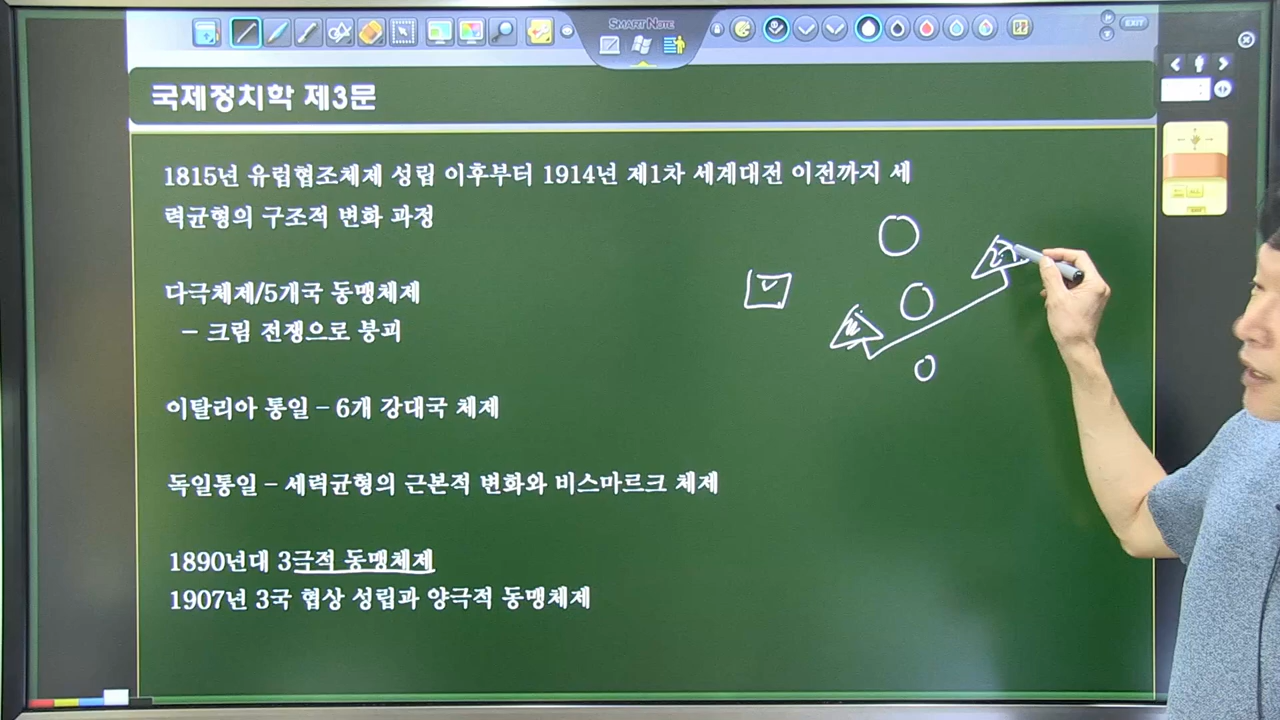 SMART NOTE
EXIT
국제정치학 제3문
1815년 유럽협조체제 성립 이후부터 1914년 제1차 세계대전 이전까지 세
력균형의 구조적 변화 과정
다극체제/5개국 동맹체제
- 크림 전쟁으로 붕괴
이탈리아 통일 - 6개 강대국 체제
독일통일 - 세력균형의 근본적 변화와 비스마르크 체제
1890년대 3극적 동맹체제
1907년 3국 협상 성립과 양극적 동맹체제